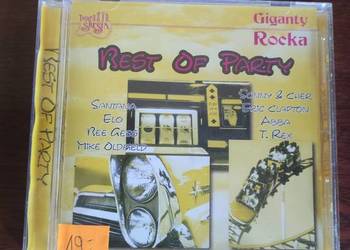 Giganty
Rocka
Best Of Party
Santana
Elo
Bee Gees
Mike Oldfield
Sonny & Cher
Eric Clapton
Abba
T. Rex
Best Of Party
19.-